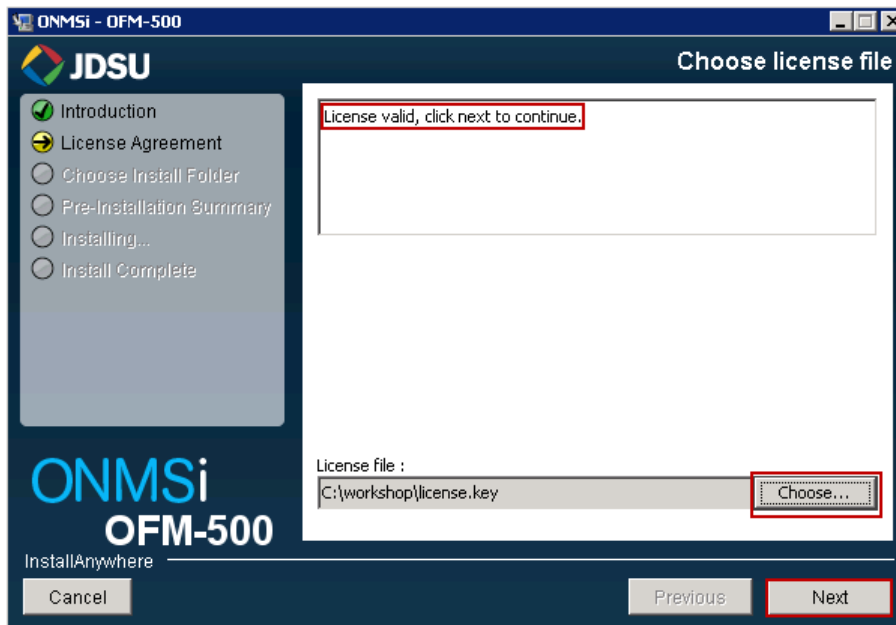 ONMSi - OFM-500
JDSU
Choose license file
Introduction
License Agreement
Choose Install Folder
Pre-Installation Summary
Installing...
Install Complete
License valid, click next to continue.
License file :
C:\workshop\license.key
Choose...
ONMSi
OFM-500
InstallAnywhere
Cancel
Previous
Next